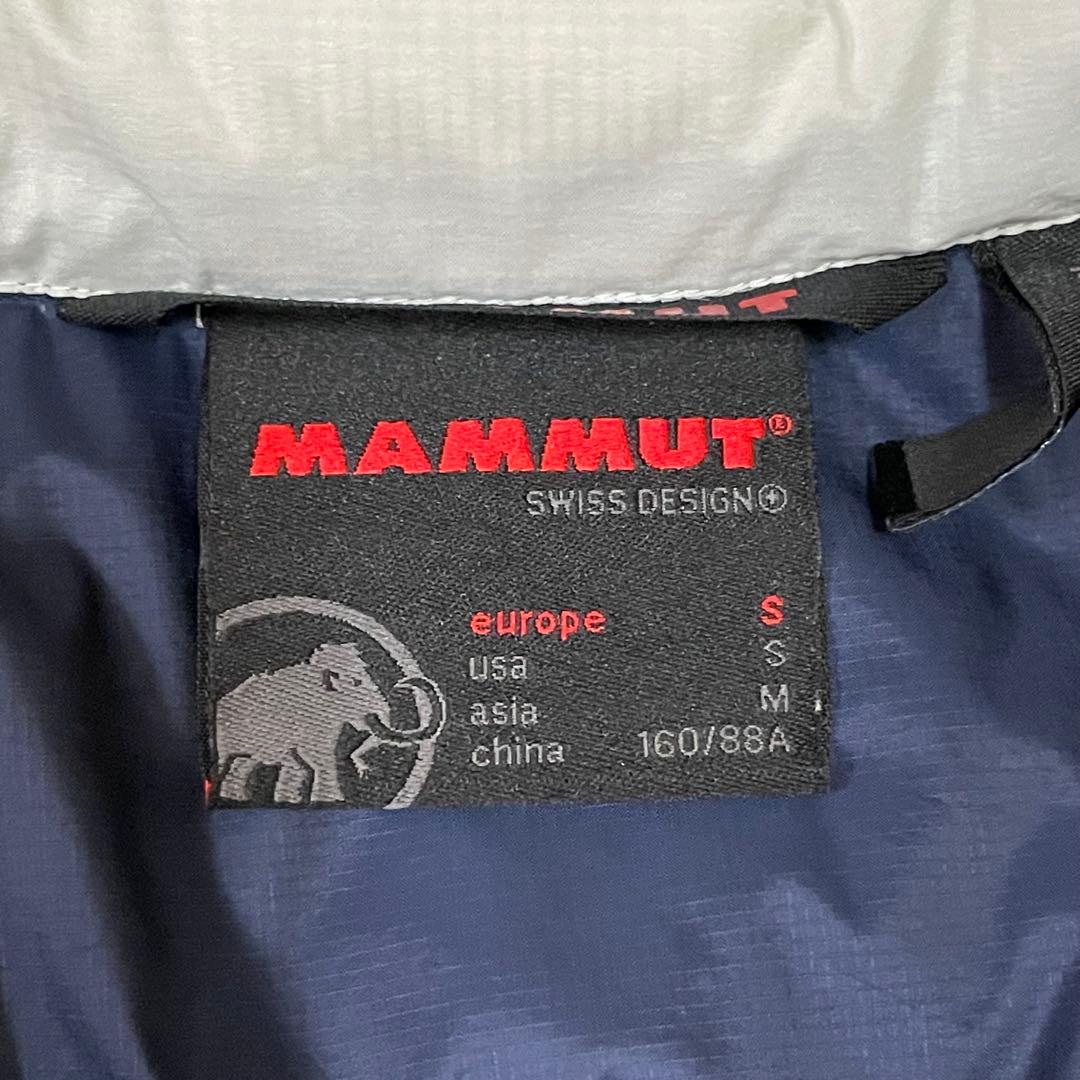 MAMMUT®
SWISS DESIGN
europe S
usa S
asia M
china 160/88A